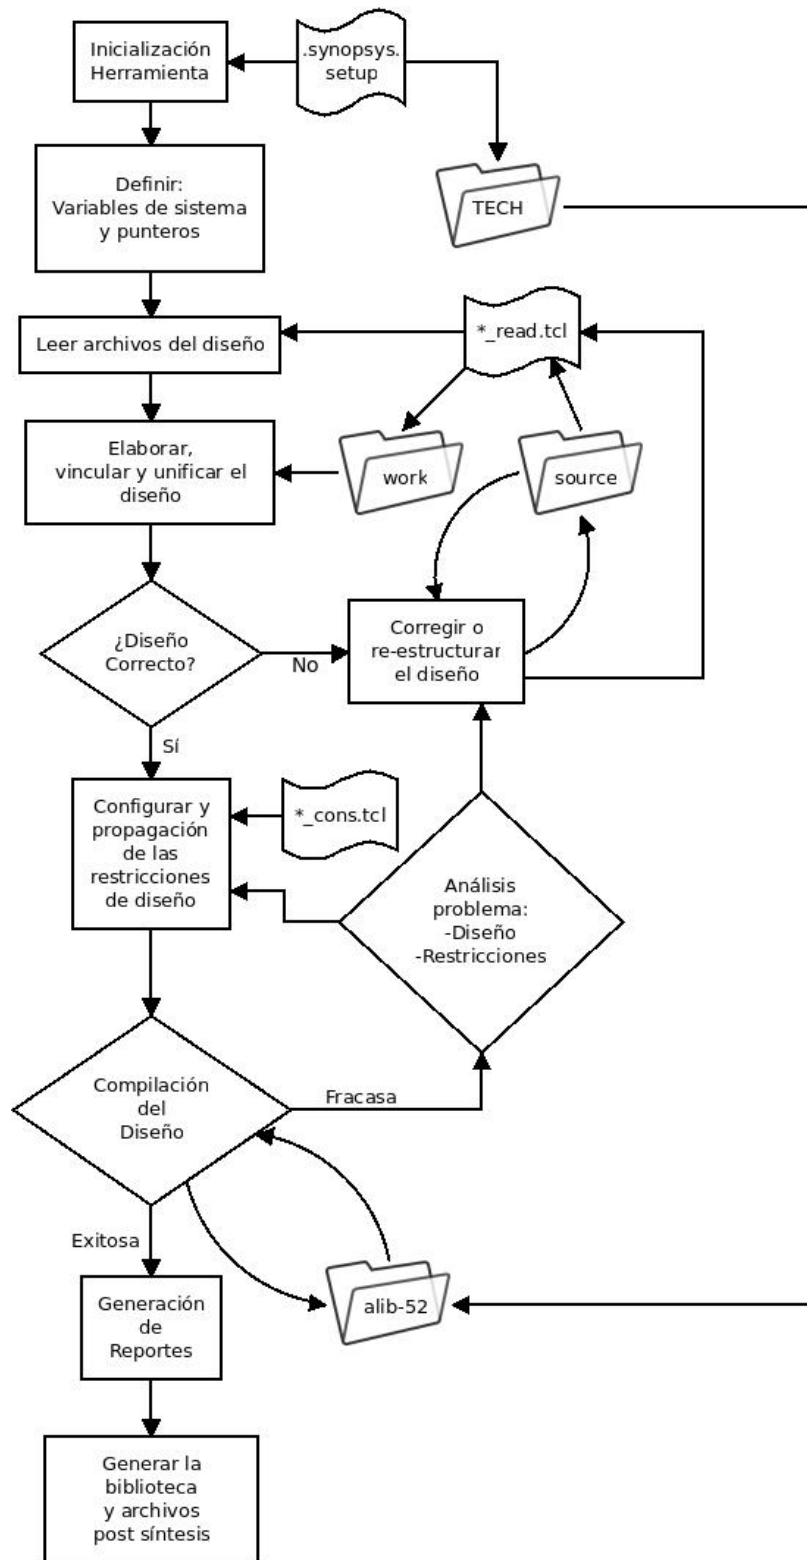 Inicialización
Herramienta
.synopsys.
setup
Definir:
Variables de sistema
y punteros
TECH
Leer archivos del diseño
*_read.tcl
Elaborar,
vincular y unificar el
diseño
work
source
¿Diseño
Correcto?
No
Corregir o
re-estructurar
el diseño
Sí
Configurar y
propagación
de las
restricciones
de diseño
*_cons.tcl
Análisis
problema:
-Diseño
-Restricciones
Compilación
del
Diseño
Fracasa
Exitosa
alib-52
Generación
de
Reportes
Generar la
biblioteca
y archivos
post síntesis